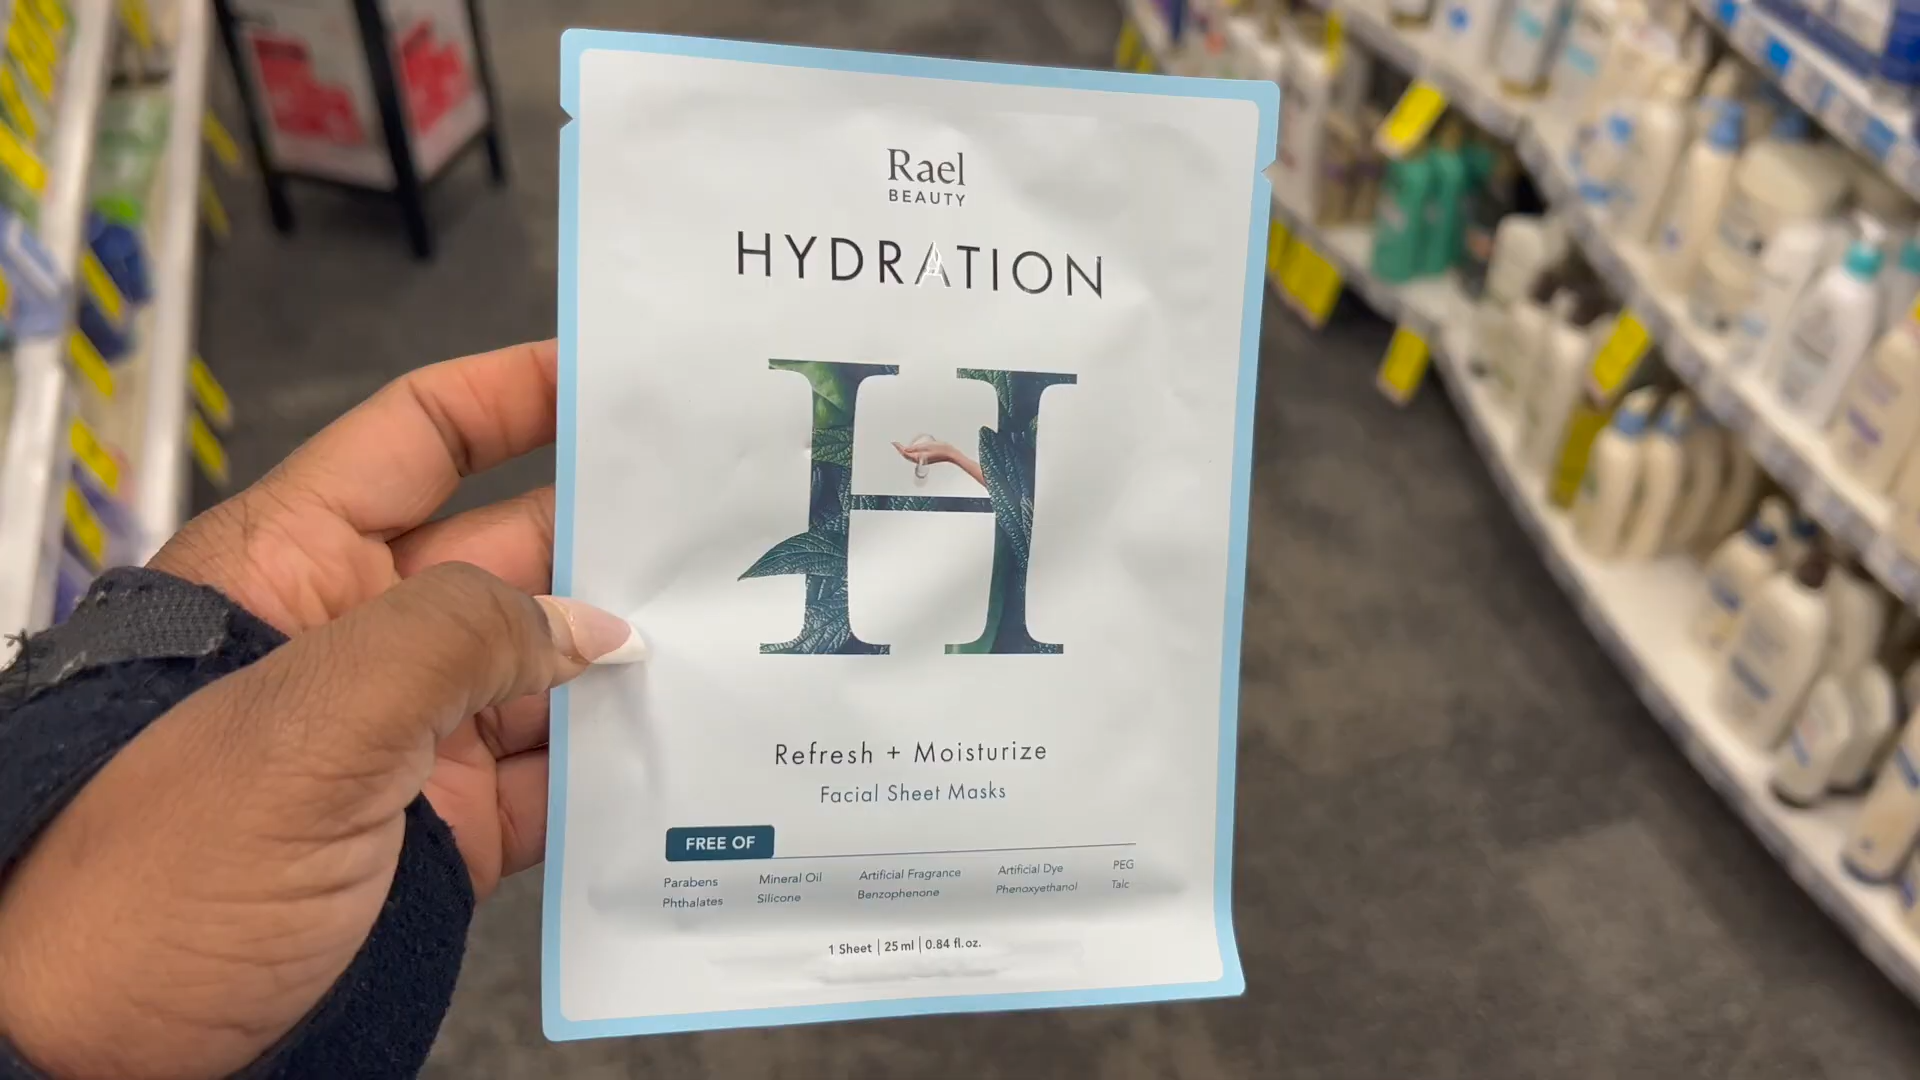 Rael
BEAUTY
HYDRATION
H
Refresh + Moisturize
Facial Sheet Masks
FREE OF
Parabens Mineral Oil Artificial Fragrance Artificial Dye PEG
Phthalates Silicone Benzophenone Phenoxyethanol Talc
1 Sheet | 25 ml | 0.84 fl.oz.